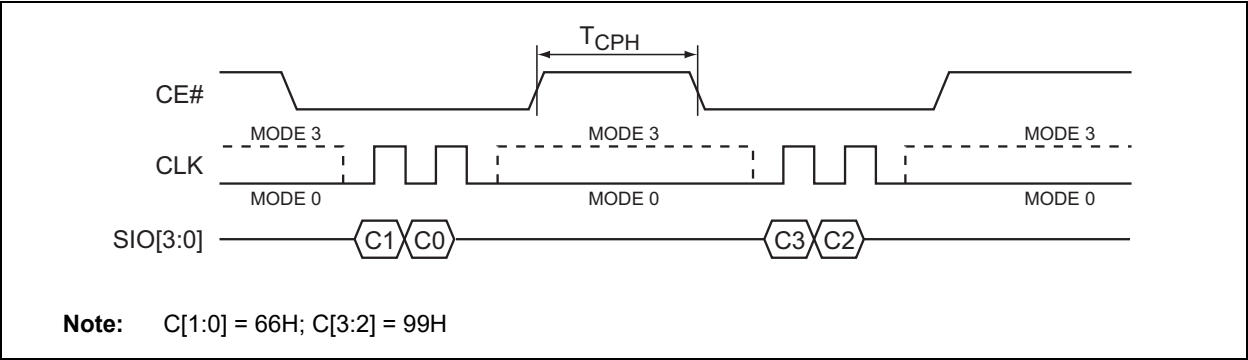 TCPH
CE#
MODE 3 MODE 3 MODE 3
CLK
MODE 0 MODE 0 MODE 0
SIO[3:0] C1 C0 C3 C2
Note: C[1:0] = 66H; C[3:2] = 99H